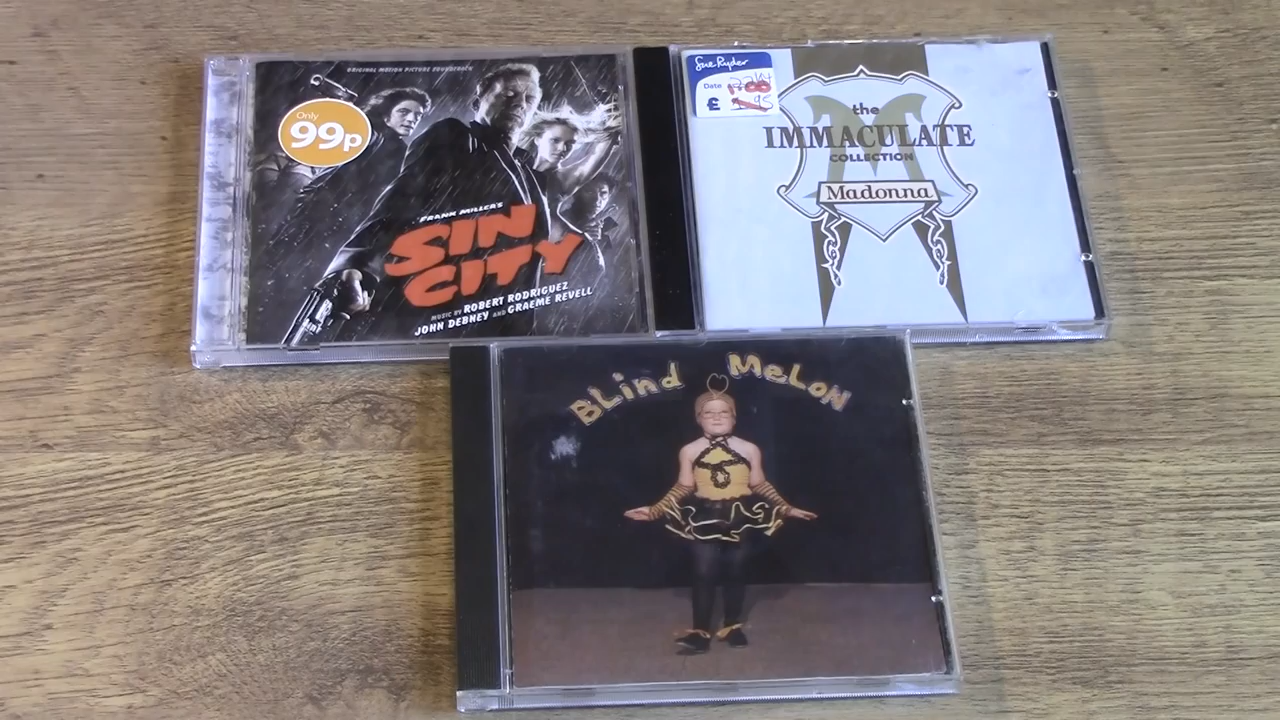 ORIGINAL MOTION PICTURE SOUNDTRACK
Only
99p
FRANK MILLER'S
SIN
CITY
MUSIC BY ROBERT RODRIGUEZ
JOHN DEBNEY AND GRAEME REVELL
Sue Ryder
Date
£
the
IMMACULATE
COLLECTION
Madonna
BLind MeLoN